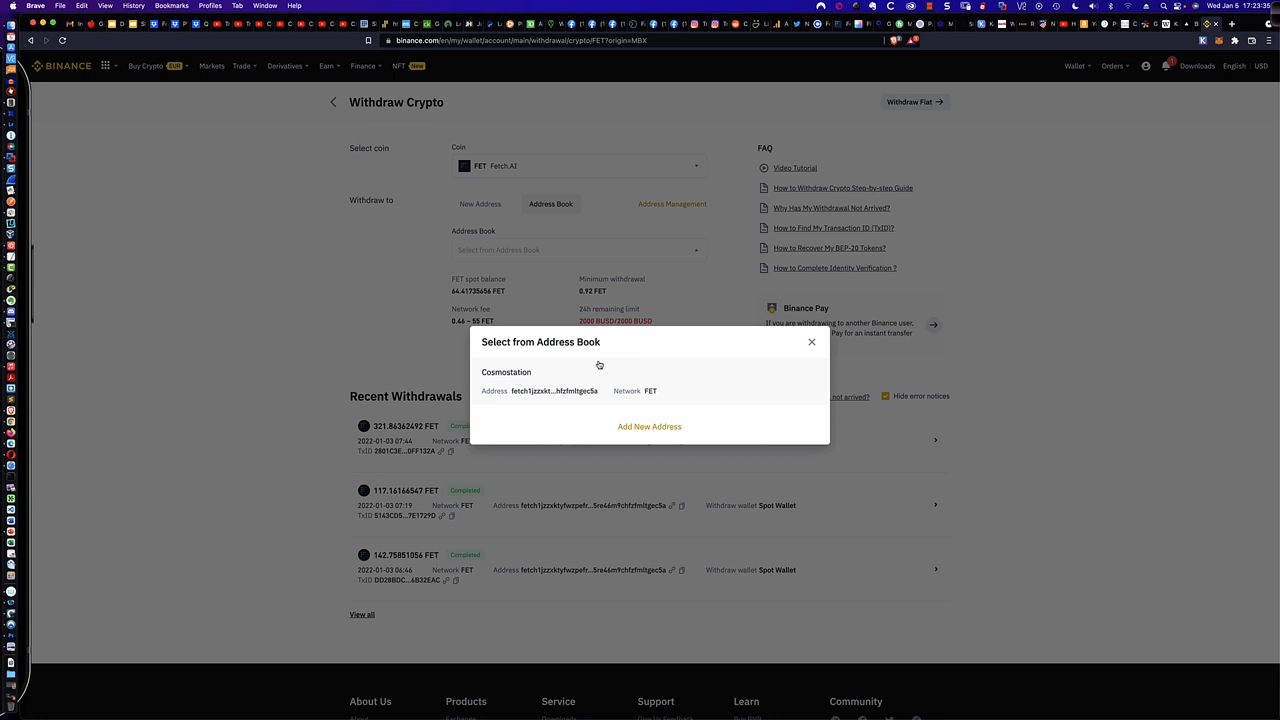 Brave File Edit View History Bookmarks Profiles Tab Window Help
Wed Jan 5 17:23:35
binance.com/en/my/wallet/account/main/withdrawal/crypto/FET?origin=MBX
BINANCE Buy Crypto EUR Markets Trade Derivatives Earn Finance NFT New Wallet Orders 1 Downloads English USD
Withdraw Crypto
Withdraw Fiat
Select coin
Coin
FET Fetch.AI
Withdraw to
New Address Address Book Address Management
Address Book
Select from Address Book
FET spot balance Minimum withdrawal
64.41735656 FET 0.92 FET
Network fee 24h remaining limit
0.46 ~ 55 FET 2000 BUSD/2000 BUSD
FAQ
Video Tutorial
How to Withdraw Crypto Step-by-step Guide
Why Has My Withdrawal Not Arrived?
How to Find My Transaction ID (TxID)?
How to Recover My BEP-20 Tokens?
How to Complete Identity Verification ?
Binance Pay
If you are withdrawing to another Binance user,
Pay for an instant transfer
Select from Address Book
Cosmostation
Address fetch1jzzxkt...hfzfmltgec5a Network FET
Add New Address
Recent Withdrawals
not arrived? Hide error notices
321.86362492 FET
2022-01-03 07:44 Network
TxID 2801C3E...0FF132A
117.16166547 FET Completed
2022-01-03 07:19 Network FET Address fetch1jzzxktyfwzpefr...5re46m9chfzfmltgec5a Withdraw wallet Spot Wallet
TxID 5143CD5...7E1729D
142.75851056 FET Completed
2022-01-03 06:46 Network FET Address fetch1jzzxktyfwzpefr...5re46m9chfzfmltgec5a Withdraw wallet Spot Wallet
TxID DD28BDC...6B32EAC
View all
About Us Products Service Support Learn Community